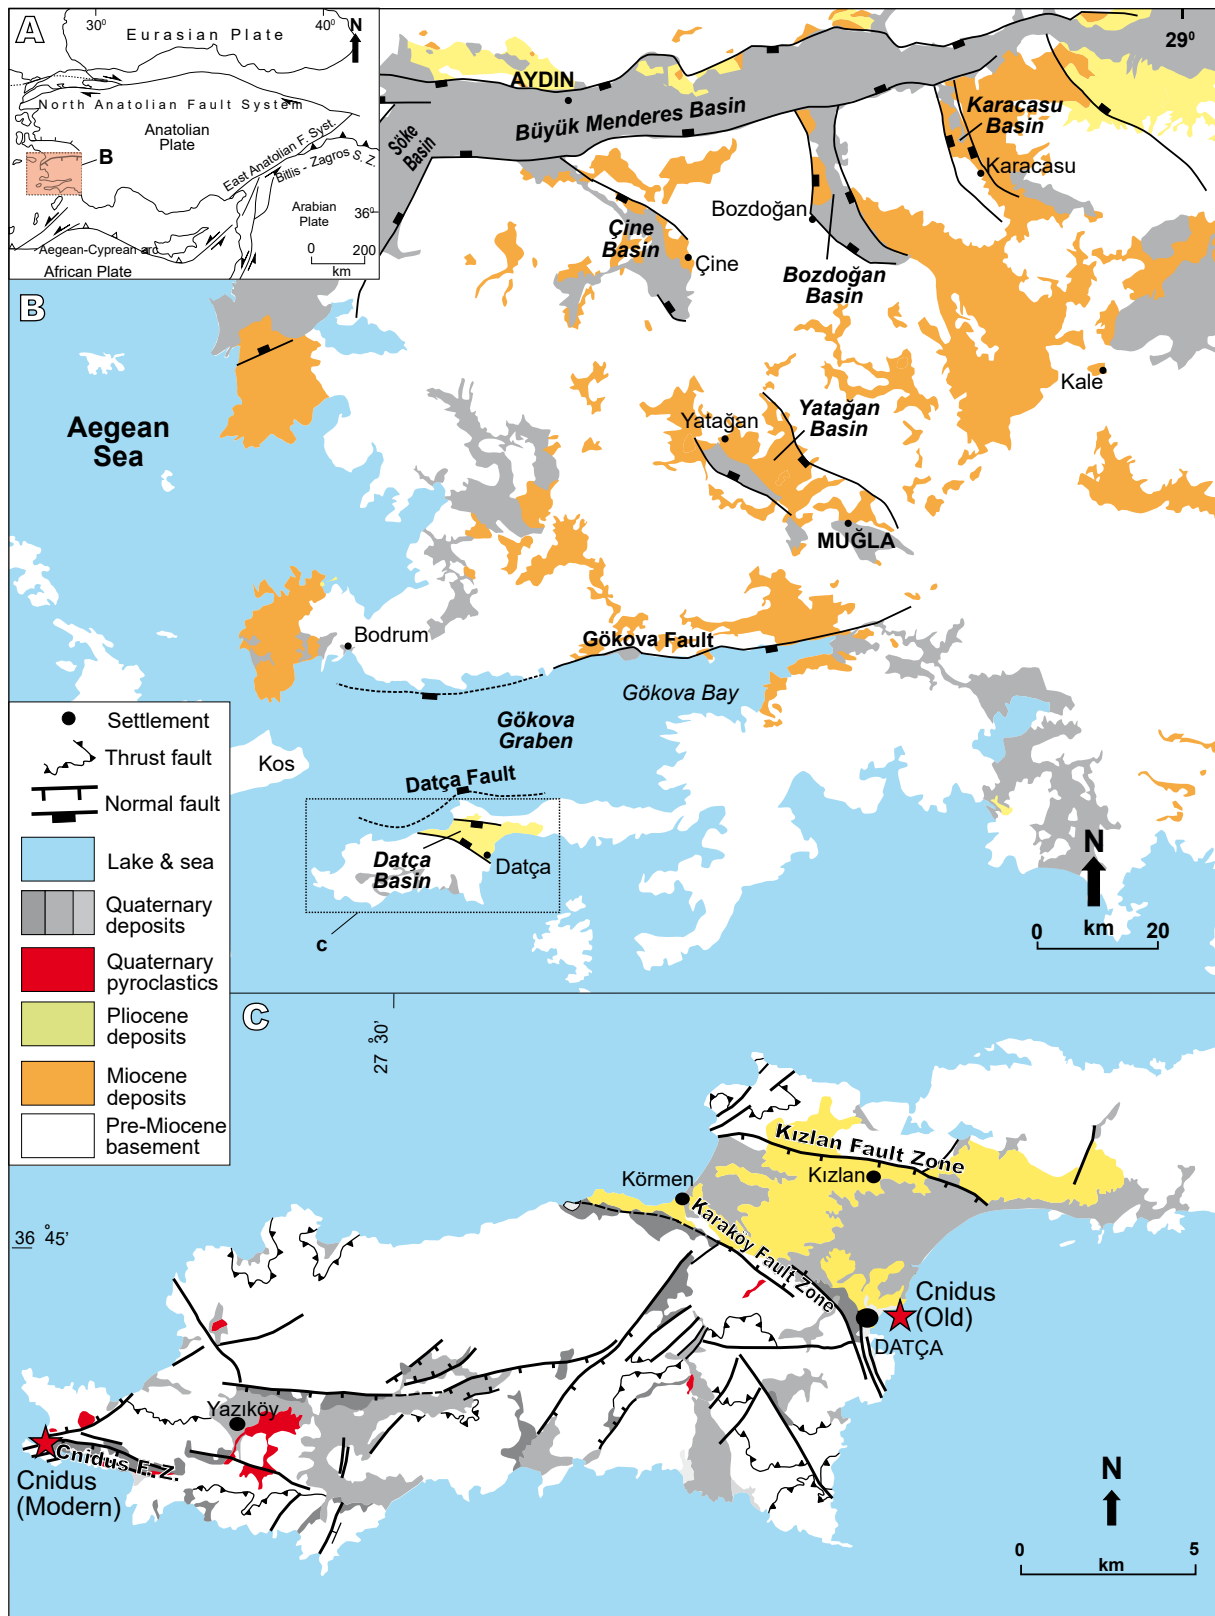 A
30⁰
40⁰
N
Eurasian Plate
North Anatolian Fault System
Anatolian
Plate
B
East Anatolian F. Syst.
Bitlis - Zagros S. Z.
Arabian
Plate
36⁰
0
200
km
Aegean-Cyprean arc
African Plate
B
29⁰
AYDIN
Büyük Menderes Basin
Söke
Basin
Karacasu
Basin
Karacasu
Çine
Basin
Çine
Bozdoğan
Bozdoğan
Basin
Kale
Aegean
Sea
Yatağan
Yatağan
Basin
MUĞLA
Bodrum
Gökova Fault
Gökova Bay
Gökova
Graben
Kos
Datça Fault
Datça
Basin
Datça
c
N
0
km
20
Settlement
Thrust fault
Normal fault
Lake & sea
Quaternary
deposits
Quaternary
pyroclastics
Pliocene
deposits
Miocene
deposits
Pre-Miocene
basement
C
27° 30'
36° 45'
Kızlan Fault Zone
Kızlan
Körmen
Karaköy Fault Zone
Cnidus
(Old)
DATÇA
Yazıköy
Cnidus F. Z.
Cnidus
(Modern)
N
0
5
km